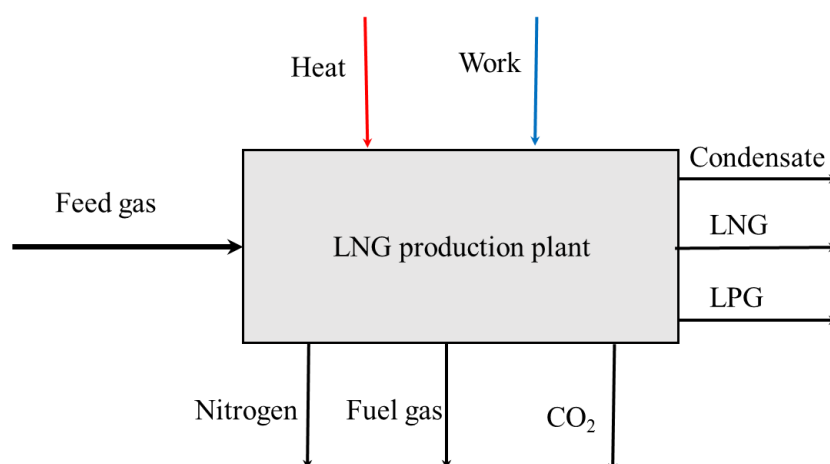 Heat
Work
Condensate
Feed gas
LNG
LNG production plant
LPG
Nitrogen
Fuel gas
CO₂